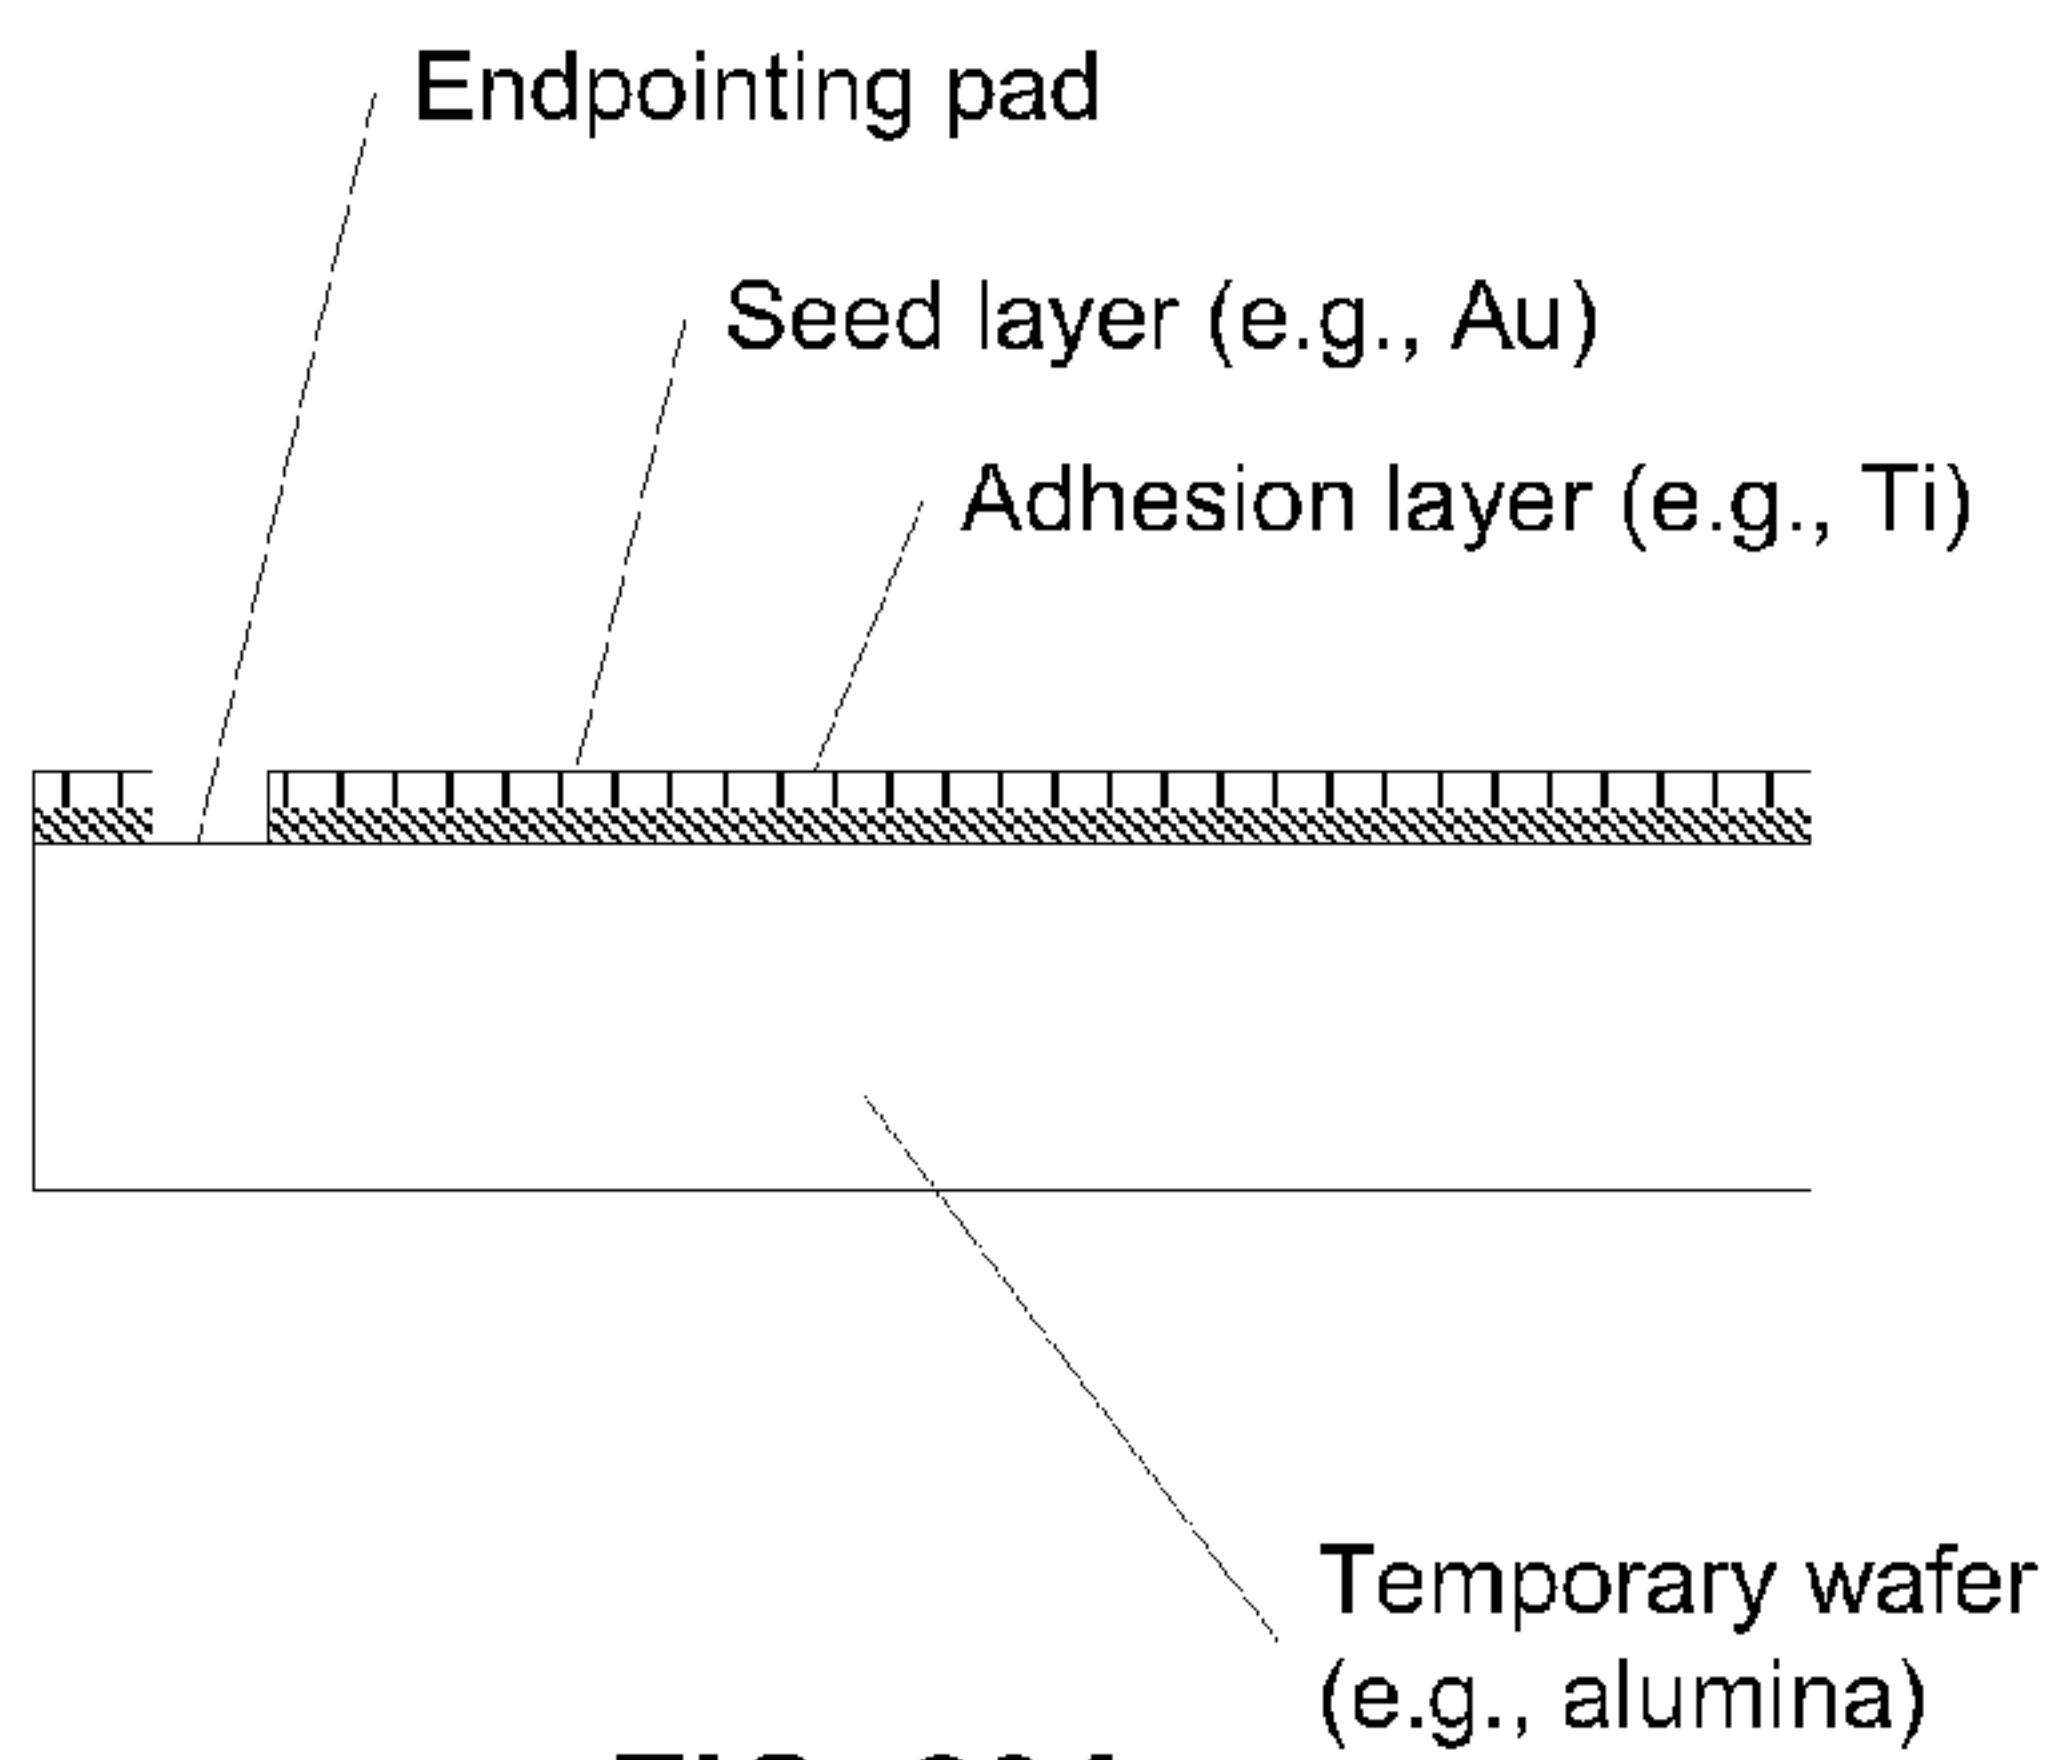 Endpointing pad
Seed layer (e.g., Au)
Adhesion layer (e.g., Ti)
Temporary wafer
(e.g., alumina)